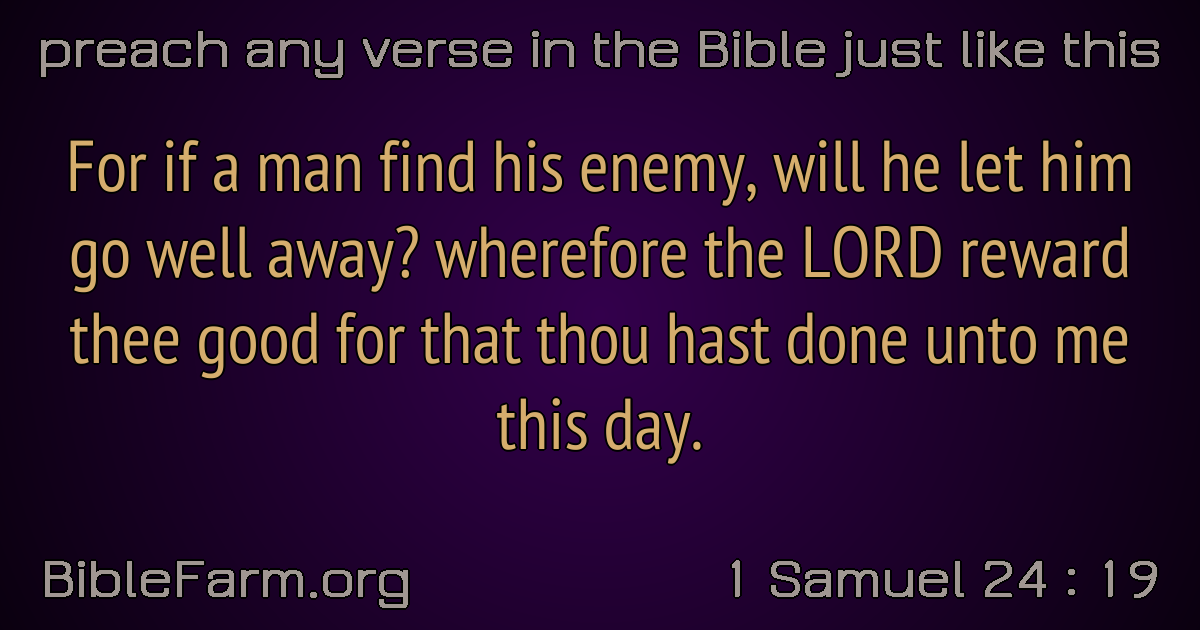 preach any verse in the Bible just like this
For if a man find his enemy, will he let him
go well away? wherefore the LORD reward
thee good for that thou hast done unto me
this day.
BibleFarm.org
1 Samuel 24 : 19